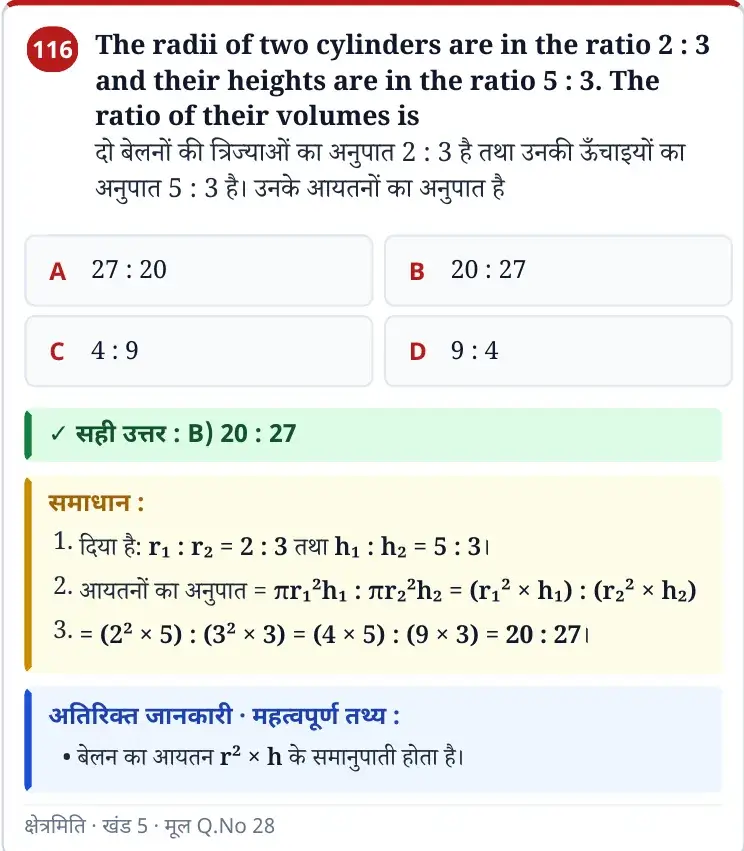 116 The radii of two cylinders are in the ratio 2 : 3
and their heights are in the ratio 5 : 3. The
ratio of their volumes is
दो बेलनों की त्रिज्याओं का अनुपात 2 : 3 है तथा उनकी ऊँचाइयों का
अनुपात 5 : 3 है। उनके आयतनों का अनुपात है
A 27 : 20
B 20 : 27
C 4 : 9
D 9 : 4
✓ सही उत्तर : B) 20 : 27
समाधान :
1. दिया है: r₁ : r₂ = 2 : 3 तथा h₁ : h₂ = 5 : 3।
2. आयतनों का अनुपात = πr₁²h₁ : πr₂²h₂ = (r₁² × h₁) : (r₂² × h₂)
3. = (2² × 5) : (3² × 3) = (4 × 5) : (9 × 3) = 20 : 27।
अतिरिक्त जानकारी · महत्वपूर्ण तथ्य :
• बेलन का आयतन r² × h के समानुपाती होता है।
क्षेत्रमिति · खंड 5 · मूल Q.No 28